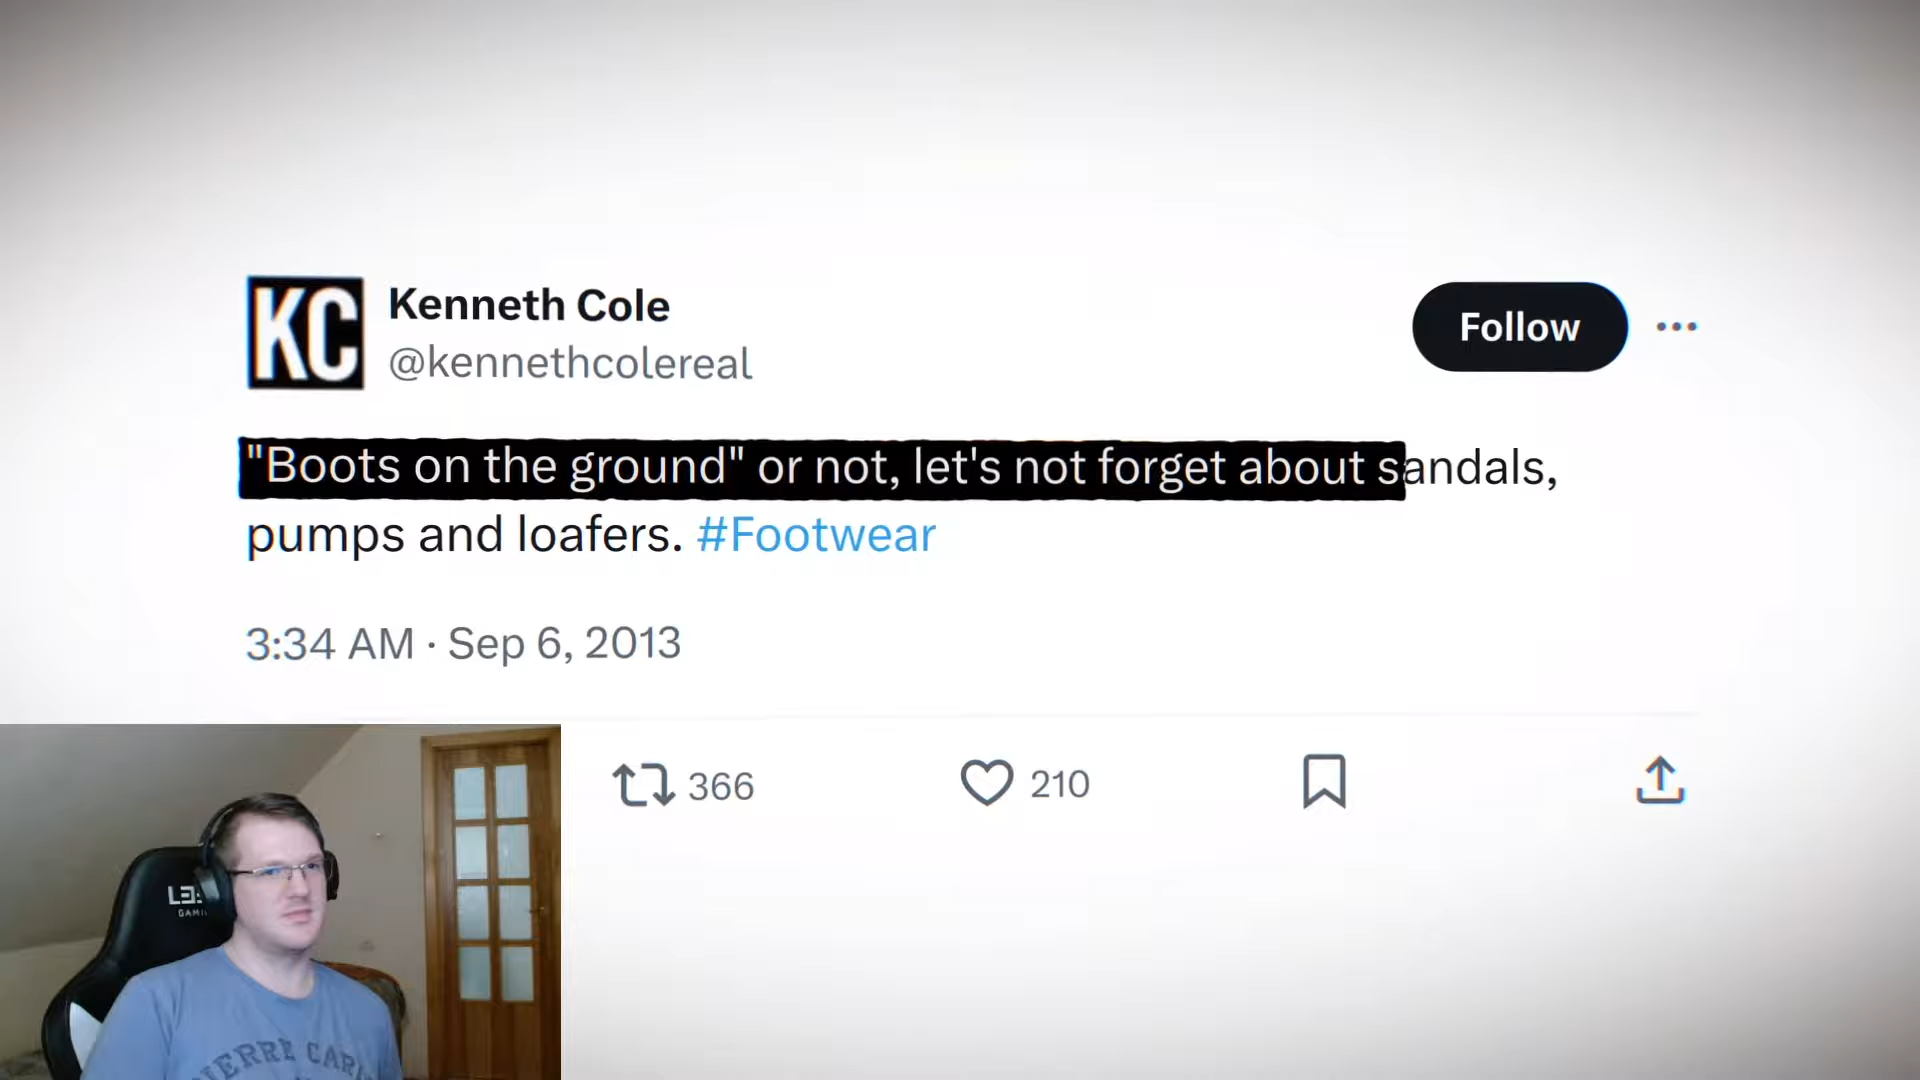 KC
Kenneth Cole
@kennethcolereal
Follow
"Boots on the ground" or not, let's not forget about sandals,
pumps and loafers. #Footwear
3:34 AM · Sep 6, 2013
366
210